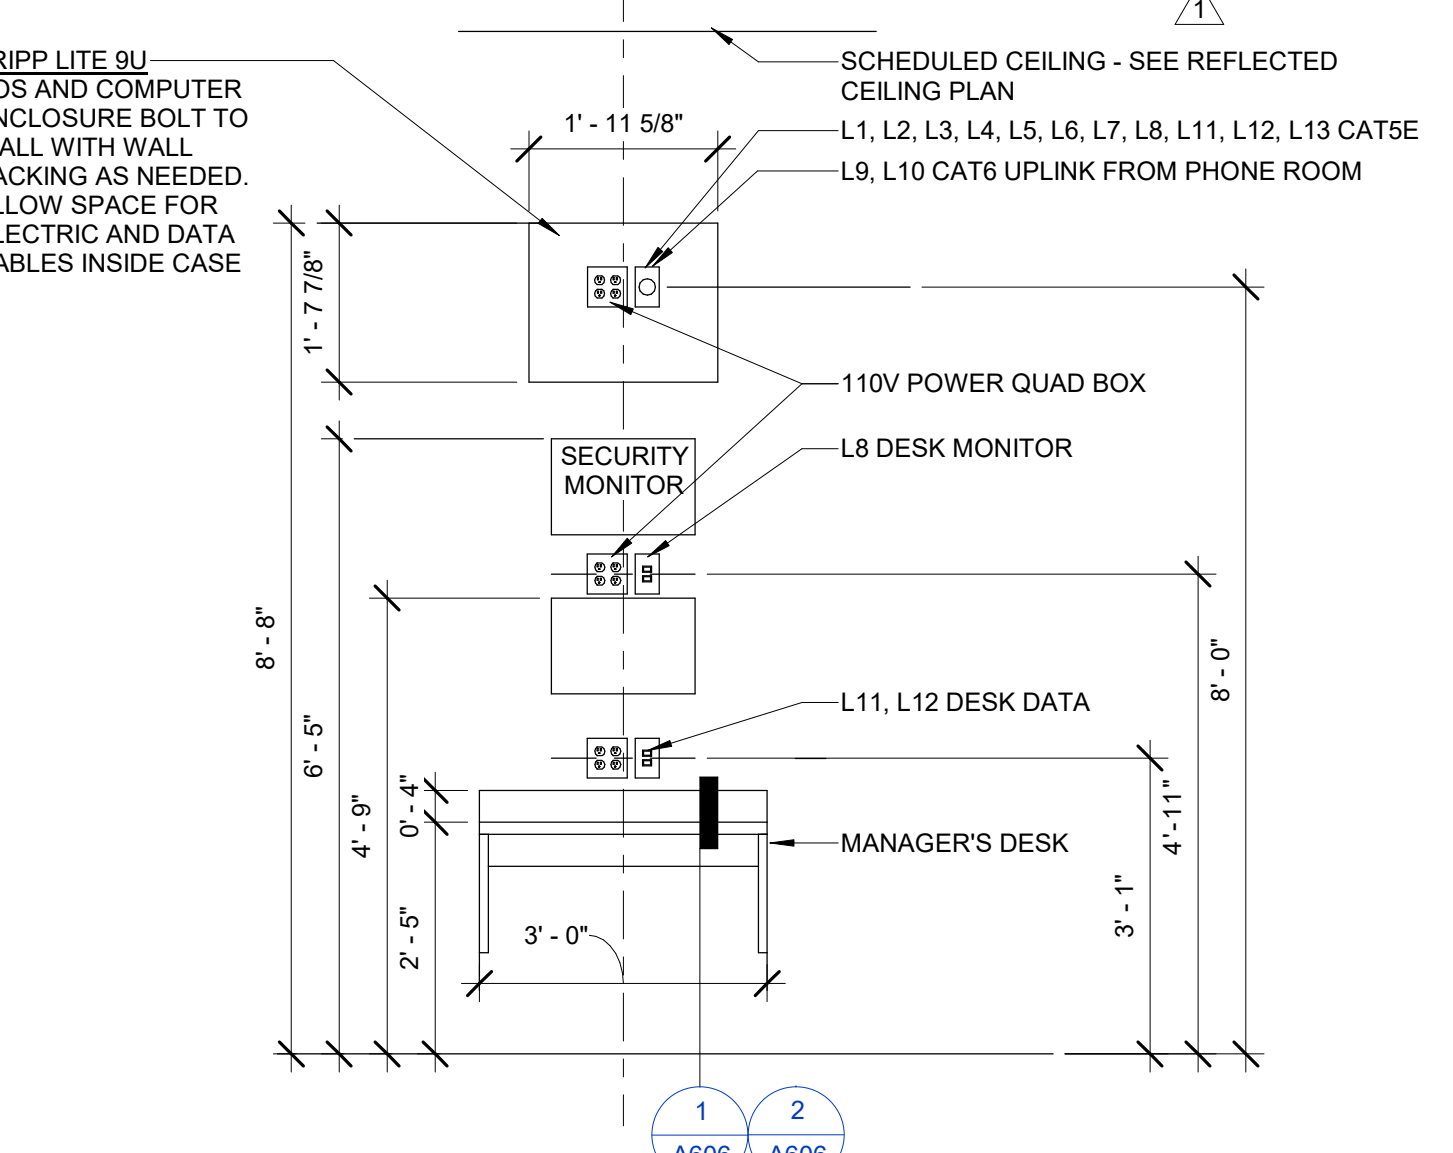 1
RIPP LITE 9U
OS AND COMPUTER
NCLOSURE BOLT TO
ALL WITH WALL
ACKING AS NEEDED.
LLOW SPACE FOR
LECTRIC AND DATA
ABLES INSIDE CASE
SCHEDULED CEILING - SEE REFLECTED
CEILING PLAN
1' - 11 5/8"
L1, L2, L3, L4, L5, L6, L7, L8, L11, L12, L13 CAT5E
L9, L10 CAT6 UPLINK FROM PHONE ROOM
1' - 7 7/8"
110V POWER QUAD BOX
SECURITY
MONITOR
L8 DESK MONITOR
8' - 8"
6' - 5"
4' - 9"
0' - 4"
2' - 5"
L11, L12 DESK DATA
MANAGER'S DESK
3' - 0"
3' - 1"
4' - 11"
8' - 0"
1
A606
2
A606